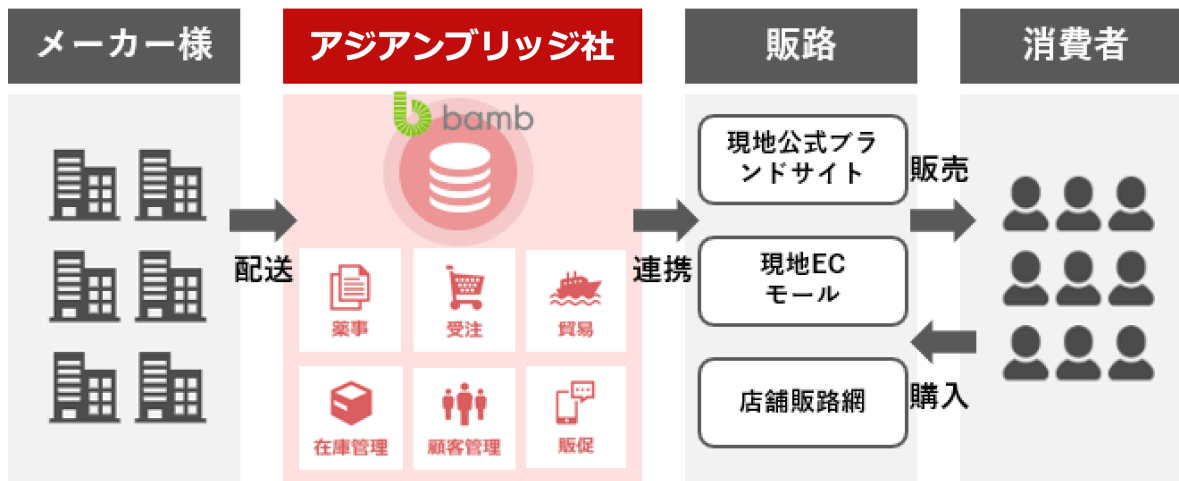 メーカー様
アジアンブリッジ社
販路
消費者
bamb
配送
薬事
受注
貿易
在庫管理
顧客管理
販促
連携
現地公式ブラ
ンドサイト
現地EC
モール
店舗販路網
販売
購入